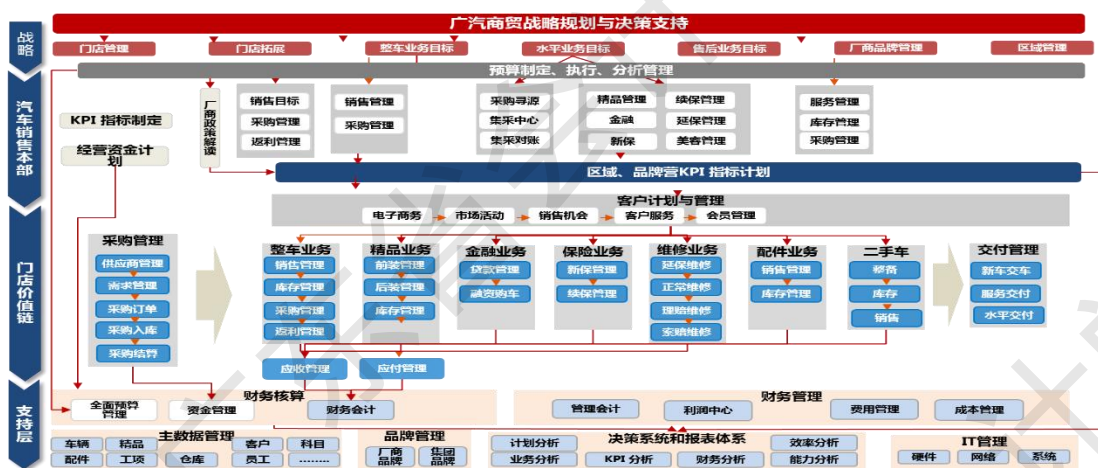 广汽商贸战略规划与决策支持
战略
门店管理
门店拓展
整车业务目标
水平业务目标
售后业务目标
厂商品牌管理
区域管理
预算制定、执行、分析管理
汽车销售本部
KPI 指标制定
经营资金计划
厂商政策解读
销售目标
采购管理
返利管理
销售管理
采购管理
采购寻源
集采中心
集采对账
精品管理
金融
新保
续保管理
延保管理
美容管理
服务管理
库存管理
采购管理
区域、品牌营KPI 指标计划
客户计划与管理
电子商务
市场活动
销售机会
客户服务
会员管理
门店价值链
采购管理
供应商管理
需求管理
采购订单
采购入库
采购结算
整车业务
销售管理
库存管理
采购管理
返利管理
精品业务
前装管理
后装管理
库存管理
金融业务
贷款管理
融资购车
保险业务
新保管理
续保管理
维修业务
延保维修
正常维修
理赔维修
索赔维修
配件业务
销售管理
库存管理
二手车
整备
库存
销售
交付管理
新车交车
服务交付
水平交付
应收管理
应付管理
支持层
财务核算
全面预算管理
资金管理
财务会计
财务管理
管理会计
利润中心
费用管理
成本管理
主数据管理
车辆
精品
客户
科目
配件
工项
仓库
员工
........
品牌管理
厂商品牌
集团品牌
决策系统和报表体系
计划分析
效率分析
业务分析
KPI 分析
财务分析
能力分析
IT管理
硬件
网络
系统